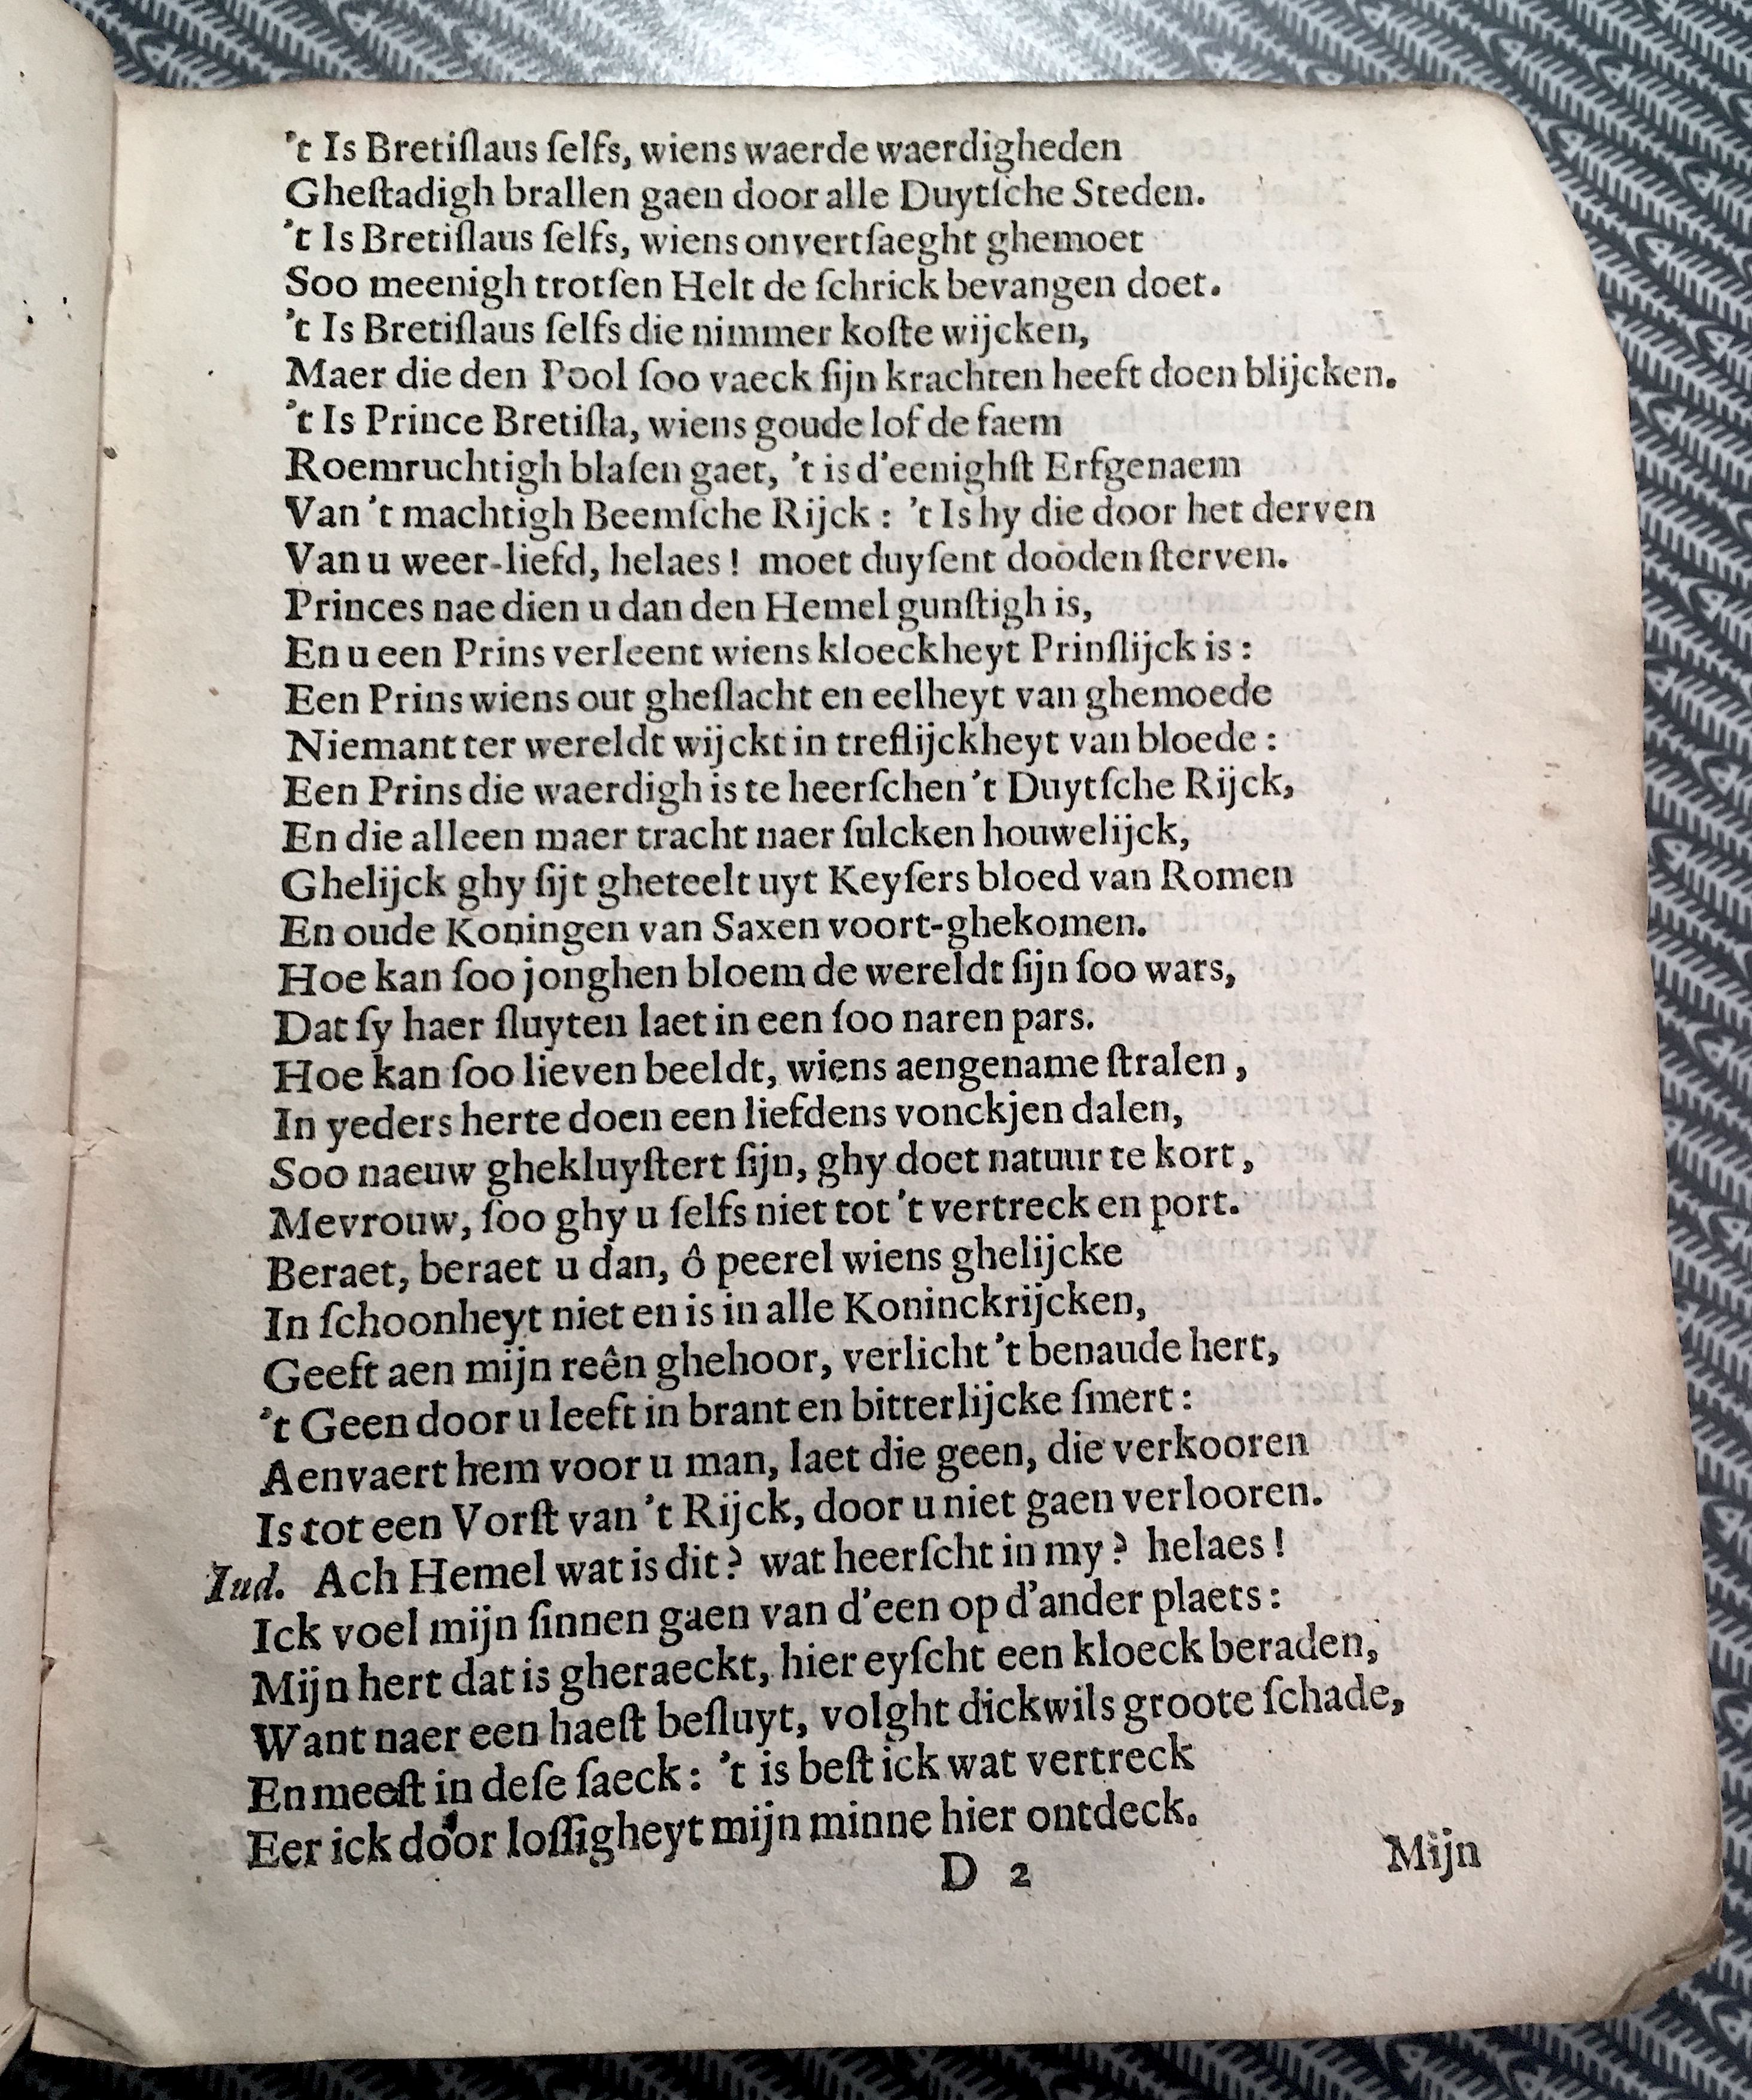 't Is Bretiſlaus ſelfs, wiens waerde waerdigheden
Gheſtadigh brallen gaen door alle Duytſche Steden.
't Is Bretiſlaus ſelfs, wiens onvertſaeght ghemoet
Soo meenigh trotſen Helt de ſchrick bevangen doet.
't Is Bretiſlaus ſelfs die nimmer koſte wijcken,
Maer die den Pool ſoo vaeck ſijn krachten heeft doen blijcken.
't Is Prince Bretiſla, wiens goude lof de faem
Roemruchtigh blaſen gaet, 't is d'eenighſt Erfgenaem
Van 't machtigh Beemſche Rijck: 't Is hy die door het derven
Van u weer-liefd, helaes! moet duyſent dooden ſterven.
Princes nae dien u dan den Hemel gunſtigh is,
En u een Prins verleent wiens kloeckheyt Prinſlijck is:
Een Prins wiens out gheſlacht en eelheyt van ghemoede
Niemant ter wereldt wijckt in treflijckheyt van bloede:
Een Prins die waerdigh is te heerſchen 't Duytſche Rijck,
En die alleen maer tracht naer ſulcken houwelijck,
Ghelijck ghy ſijt gheteelt uyt Keyſers bloed van Romen
En oude Koningen van Saxen voort-ghekomen.
Hoe kan ſoo jonghen bloem de wereldt ſijn ſoo wars,
Dat ſy haer ſluyten laet in een ſoo naren pars.
Hoe kan ſoo lieven beeldt, wiens aengename ſtralen,
In yeders herte doen een liefdens vonckjen dalen,
Soo naeuw ghekluyſtert ſijn, ghy doet natuur te kort,
Mevrouw, ſoo ghy u ſelfs niet tot 't vertreck en port.
Beraet, beraet u dan, ô peerel wiens ghelijcke
In ſchoonheyt niet en is in alle Koninckrijcken,
Geeft aen mijn reên ghehoor, verlicht 't benaude hert,
't Geen door u leeft in brant en bitterlijcke ſmert:
Aenvaert hem voor u man, laet die geen, die verkooren
Is tot een Vorſt van 't Rijck, door u niet gaen verlooren.
Iud. Ach Hemel wat is dit? wat heerſcht in my? helaes!
Ick voel mijn ſinnen gaen van d'een op d'ander plaets:
Mijn hert dat is gheraeckt, hier eyſcht een kloeck beraden,
Want naer een haeſt beſluyt, volght dickwils groote ſchade,
En meeſt in deſe ſaeck: 't is beſt ick wat vertreck
Eer ick door loſſigheyt mijn minne hier ontdeck.
D 2 Mijn